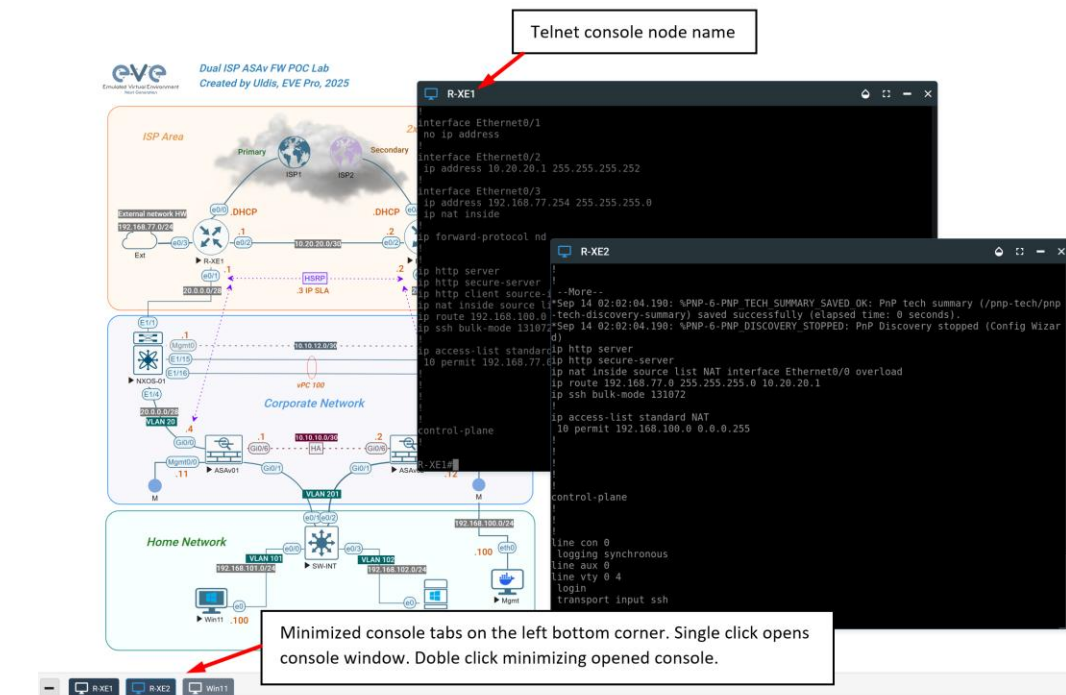 Telnet console node name
eve
Emulated Virtual Environment
Next Generation
Dual ISP ASAv FW POC Lab
Created by Uldis, EVE Pro, 2025
ISP Area
2x
Primary
Secondary
ISP1
ISP2
External network HW
192.168.77.0/24
Ext
e0/0
.DHCP
.DHCP
e0/3
.1
e0/2
10.20.20.0/30
.2
e0/2
R-XE1
e0/1
.1
HSRP
.2
.3 IP SLA
20.0.0.0/28
E1/1
.1
Mgmt0
10.10.12.0/30
E1/15
E1/16
NXOS-01
vPC 100
E1/4
Corporate Network
20.0.0.0/28
VLAN 20
.4
Gi0/0
.1
10.10.10.0/30
.2
Gi0/6
HA
Gi0/6
Mgmt0/0
ASAv01
Gi0/1
Gi0/1
.11
.12
M
M
VLAN 201
e0/1
e0/2
192.168.100.0/24
Home Network
e0/0
e0/3
.100
eth0
VLAN 101
SW-INT
VLAN 102
192.168.101.0/24
192.168.102.0/24
Mgmt
e0
e0
Win11
.100
R-XE1
!
interface Ethernet0/1
no ip address
!
interface Ethernet0/2
ip address 10.20.20.1 255.255.255.252
!
interface Ethernet0/3
ip address 192.168.77.254 255.255.255.0
ip nat inside
!
ip forward-protocol nd
!
!
ip http server
ip http secure-server
ip http client source-i
ip nat inside source li
ip route 192.168.100.0
ip ssh bulk-mode 131072
!
ip access-list standard
10 permit 192.168.77.0
!
!
!
!
control-plane
!
!
R-XE1#
R-XE2
!
--More--
*Sep 14 02:02:04.190: %PNP-6-PNP_TECH_SUMMARY_SAVED_OK: PnP tech summary (/pnp-tech/pnp
-tech-discovery-summary) saved successfully (elapsed time: 0 seconds).
*Sep 14 02:02:04.190: %PNP-6-PNP_DISCOVERY_STOPPED: PnP Discovery stopped (Config Wizar
d)
ip http server
ip http secure-server
ip nat inside source list NAT interface Ethernet0/0 overload
ip route 192.168.77.0 255.255.255.0 10.20.20.1
ip ssh bulk-mode 131072
!
ip access-list standard NAT
10 permit 192.168.100.0 0.0.0.255
!
!
!
!
control-plane
!
!
!
line con 0
logging synchronous
line aux 0
line vty 0 4
login
transport input ssh
Minimized console tabs on the left bottom corner. Single click opens
console window. Doble click minimizing opened console.
R-XE1
R-XE2
Win11